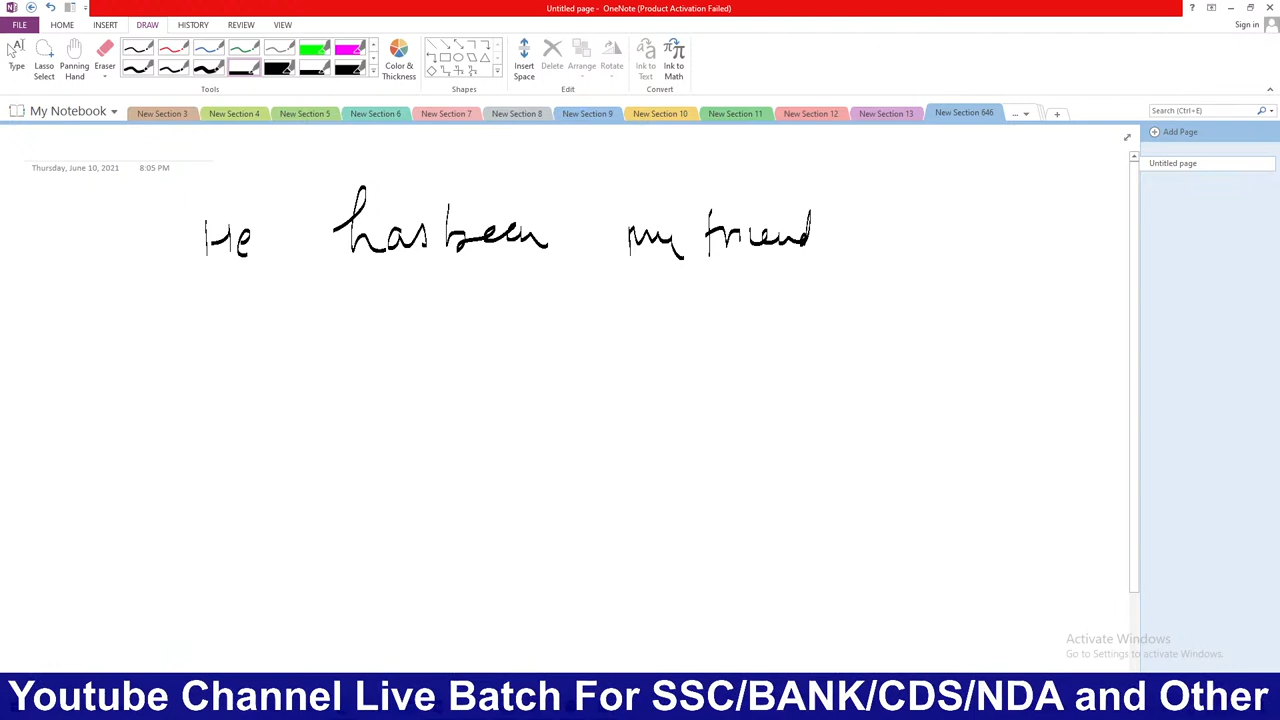 Untitled page - OneNote (Product Activation Failed)
FILE HOME INSERT DRAW HISTORY REVIEW VIEW
Sign in
Type
Lasso Select
Panning Hand
Eraser
Color & Thickness
Insert Space
Delete
Arrange
Rotate
Ink to Text
Ink to Math
Tools Shapes Edit Convert
My Notebook
New Section 3 New Section 4 New Section 5 New Section 6 New Section 7 New Section 8 New Section 9 New Section 10 New Section 11 New Section 12 New Section 13 New Section 646 ...
Search (Ctrl+E)
Add Page
Untitled page
Thursday, June 10, 2021 8:05 PM
He has been my friend
Activate Windows
Go to Settings to activate Windows.
Youtube Channel Live Batch For SSC/BANK/CDS/NDA and Other